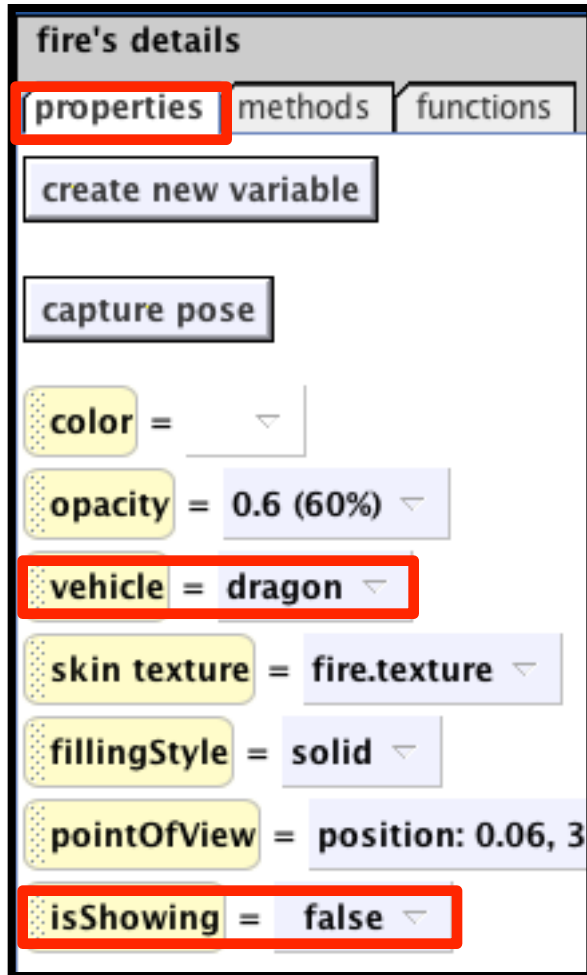 fire's details
properties methods functions
create new variable
capture pose
color =
opacity = 0.6 (60%)
vehicle = dragon
skin texture = fire.texture
fillingStyle = solid
pointOfView = position: 0.06, 3
isShowing = false